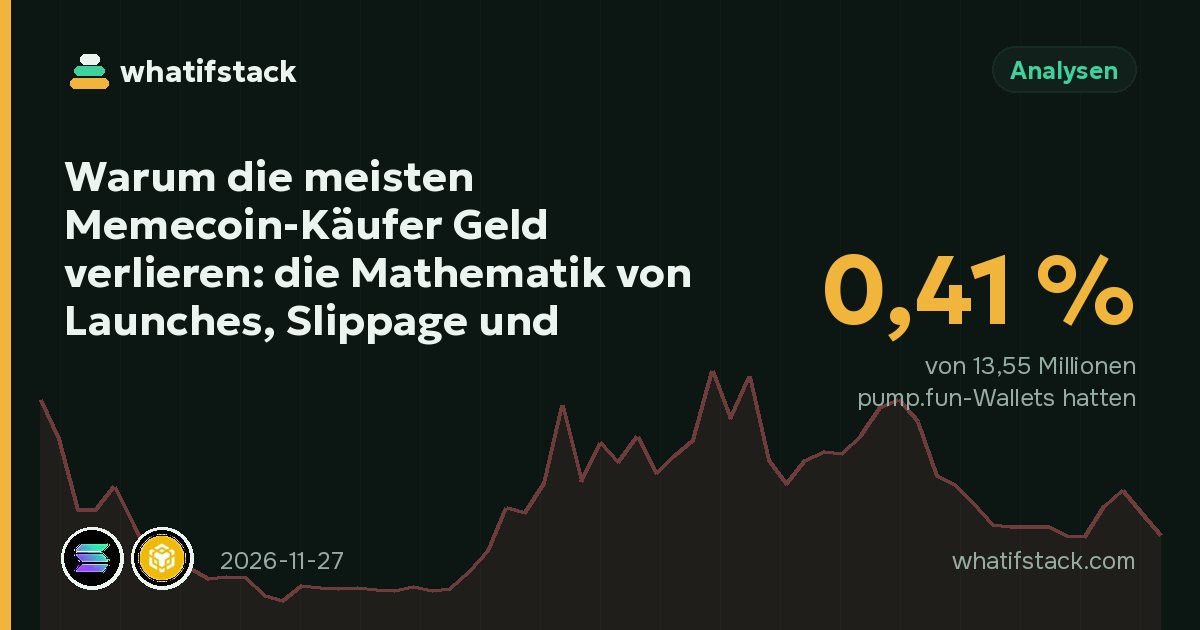 whatifstack
Analysen
Warum die meisten
Memecoin-Käufer Geld
verlieren: die Mathematik von
Launches, Slippage und
0,41 %
von 13,55 Millionen
pump.fun-Wallets hatten
2026-11-27
whatifstack.com